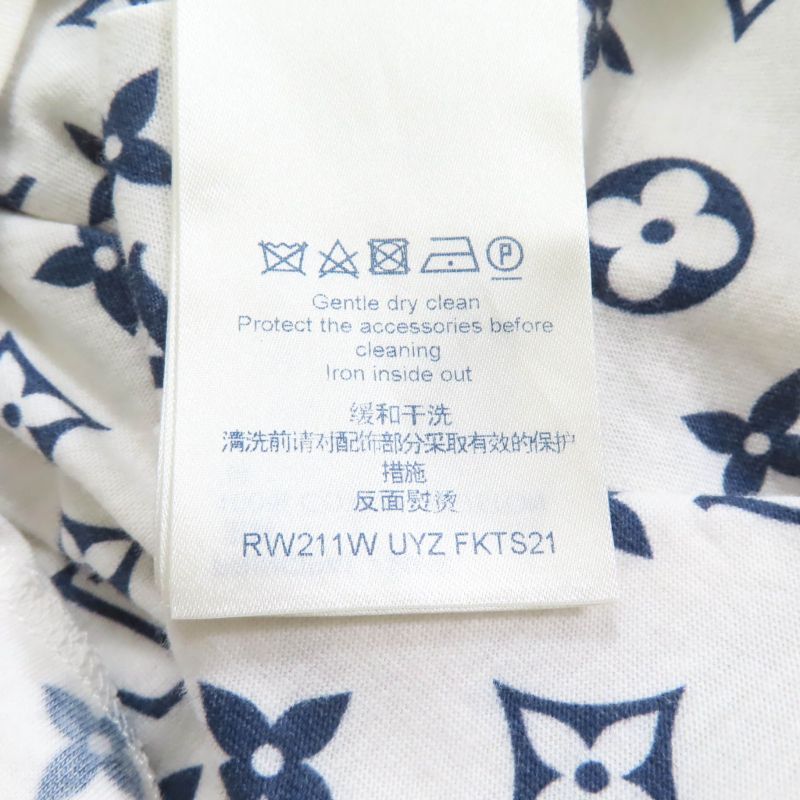 P
Gentle dry clean
Protect the accessories before
cleaning
Iron inside out
缓和干洗
清洗前请对配饰部分采取有效的保护
措施
反面熨烫
RW211W UYZ FKTS21